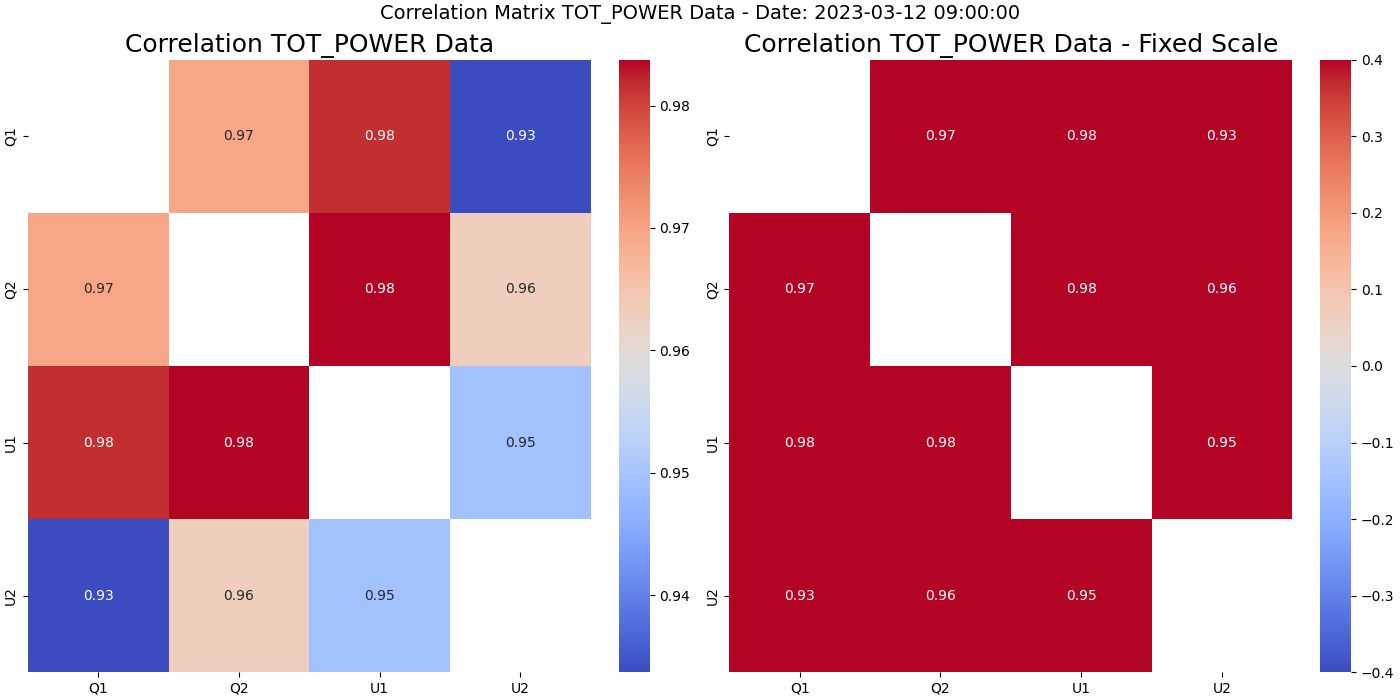 Correlation Matrix TOT_POWER Data - Date: 2023-03-12 09:00:00
Correlation TOT_POWER Data
Q1
0.97
0.98
0.93
Q2
0.97
0.98
0.96
U1
0.98
0.98
0.95
U2
0.93
0.96
0.95
Q1
Q2
U1
U2
0.98
0.97
0.96
0.95
0.94
Correlation TOT_POWER Data - Fixed Scale
Q1
0.97
0.98
0.93
Q2
0.97
0.98
0.96
U1
0.98
0.98
0.95
U2
0.93
0.96
0.95
Q1
Q2
U1
U2
0.4
0.3
0.2
0.1
0.0
−0.1
−0.2
−0.3
−0.4